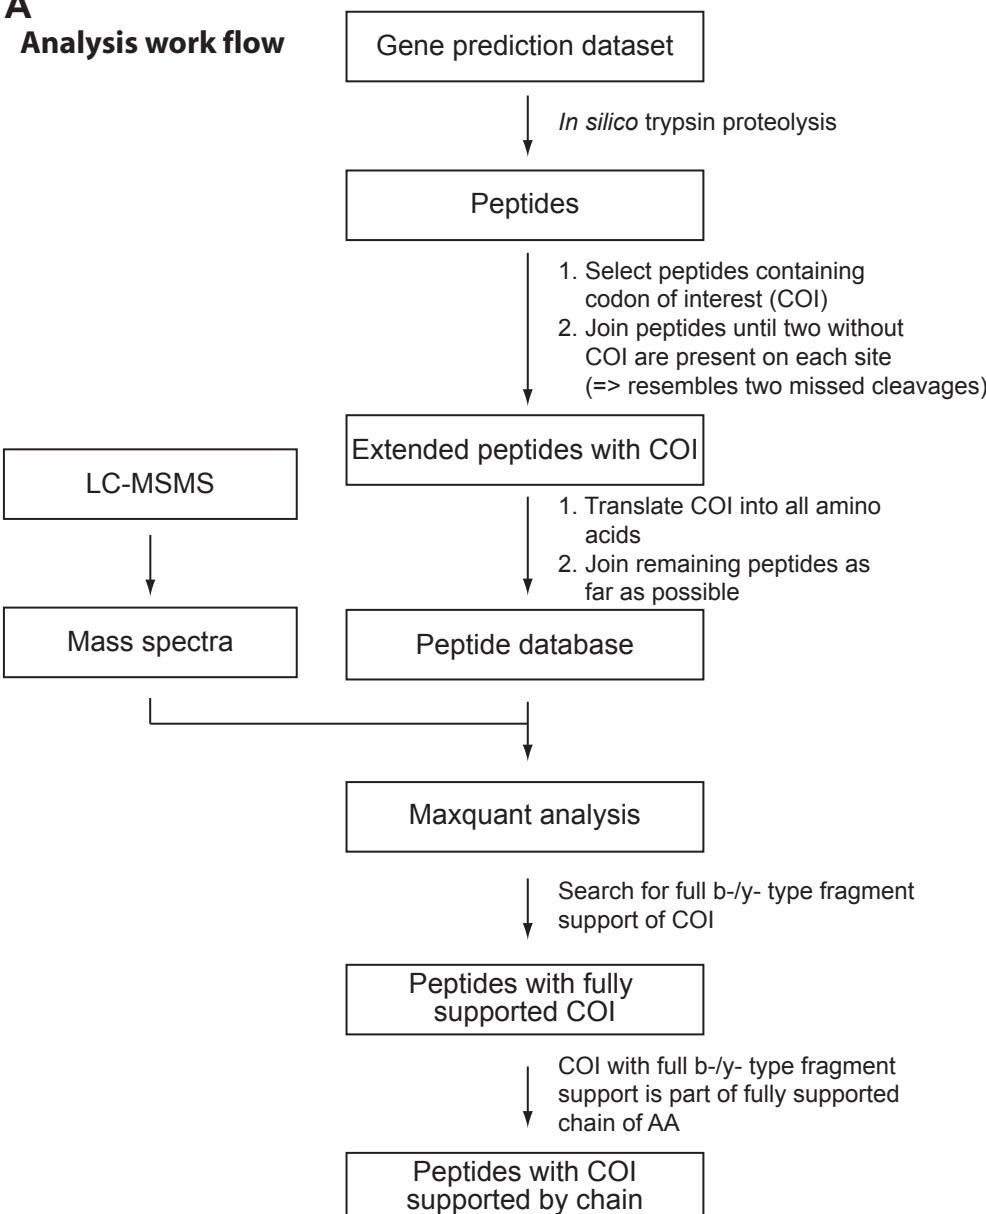 A
Analysis work flow
Gene prediction dataset
In silico trypsin proteolysis
Peptides
1. Select peptides containing
codon of interest (COI)
2. Join peptides until two without
COI are present on each site
(=> resembles two missed cleavages)
Extended peptides with COI
LC-MSMS
1. Translate COI into all amino
acids
2. Join remaining peptides as
far as possible
Mass spectra
Peptide database
Maxquant analysis
Search for full b-/y- type fragment
support of COI
Peptides with fully
supported COI
COI with full b-/y- type fragment
support is part of fully supported
chain of AA
Peptides with COI
supported by chain